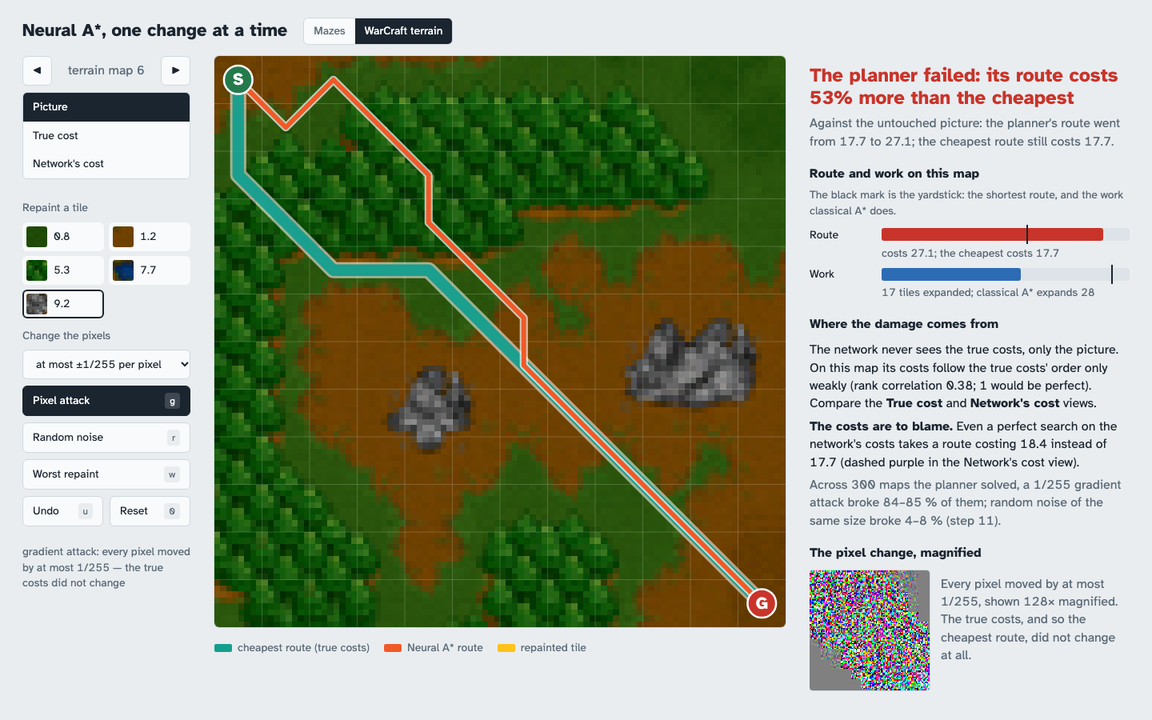 Neural A*, one change at a time
Mazes
WarCraft terrain
◄
terrain map 6
►
Picture
True cost
Network's cost
Repaint a tile
0.8
1.2
5.3
7.7
9.2
Change the pixels
at most ±1/255 per pixel
Pixel attack g
Random noise r
Worst repaint w
Undo u
Reset 0
gradient attack: every pixel moved
by at most 1/255 — the true
costs did not change
S
G
cheapest route (true costs)
Neural A* route
repainted tile
The planner failed: its route costs
53% more than the cheapest
Against the untouched picture: the planner's route went
from 17.7 to 27.1; the cheapest route still costs 17.7.
Route and work on this map
The black mark is the yardstick: the shortest route, and the work
classical A* does.
Route
costs 27.1; the cheapest costs 17.7
Work
17 tiles expanded; classical A* expands 28
Where the damage comes from
The network never sees the true costs, only the picture.
On this map its costs follow the true costs' order only
weakly (rank correlation 0.38; 1 would be perfect).
Compare the True cost and Network's cost views.
The costs are to blame. Even a perfect search on the
network's costs takes a route costing 18.4 instead of
17.7 (dashed purple in the Network's cost view).
Across 300 maps the planner solved, a 1/255 gradient
attack broke 84–85 % of them; random noise of the
same size broke 4–8 % (step 11).
The pixel change, magnified
Every pixel moved by at most
1/255, shown 128× magnified.
The true costs, and so the
cheapest route, did not change
at all.